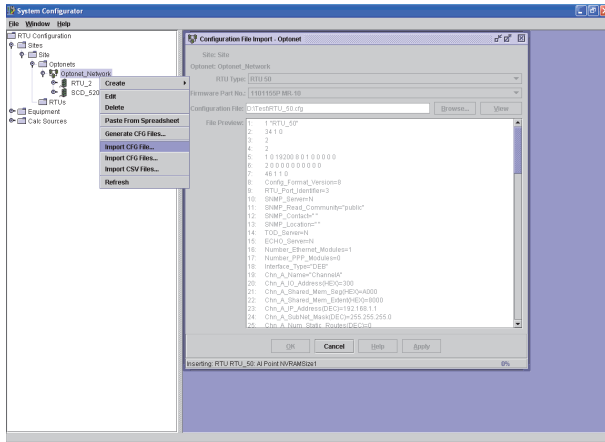 System Configurator
File Window Help
RTU Configuration
Sites
Site
Optonets
Optonet_Network
RTU_2
SCD_520
RTUs
Equipment
Calc Sources
Create
Edit
Delete
Paste From Spreadsheet
Generate CFG Files...
Import CFG File...
Import CFG Files...
Import CSV Files...
Refresh
Configuration File Import - Optonet
Site: Site
Optonet: Optonet_Network
RTU Type: RTU 50
Firmware Part No.: 1101155P MR.10
Configuration File: D:\Test\RTU_50.cfg Browse... View
File Preview: 1: 1 "RTU_50"
2: 34 1 0
3: 2
4: 2
5: 1 0 19200 0 0 1 0 0 0 0 0
6: 2 0 0 0 0 0 0 0 0 0 0
7: 46 1 1 0
8: Config_Format_Version=8
9: RTU_Port_Identifier=3
10: SNMP_Server=N
11: SNMP_Read_Community="public"
12: SNMP_Contact=" "
13: SNMP_Location=""
14: TOD_Server=N
15: ECHO_Server=N
16: Number_Ethernet_Modules=1
17: Number_PPP_Modules=0
18: Interface_Type="DEB"
19: Chn_A_Name="ChannelA"
20: Chn_A_IO_Address(HEX)=300
21: Chn_A_Shared_Mem_Seg(HEX)=A000
22: Chn_A_Shared_Mem_Extent(HEX)=8000
23: Chn_A_IP_Address(DEC)=192.168.1.1
24: Chn_A_SubNet_Mask(DEC)=255.255.255.0
25: Chn_A_Num_Static_Routes(DEC)=0
OK Cancel Help Apply
Inserting: RTU RTU_50: AI Point NVRAMSize1 0%